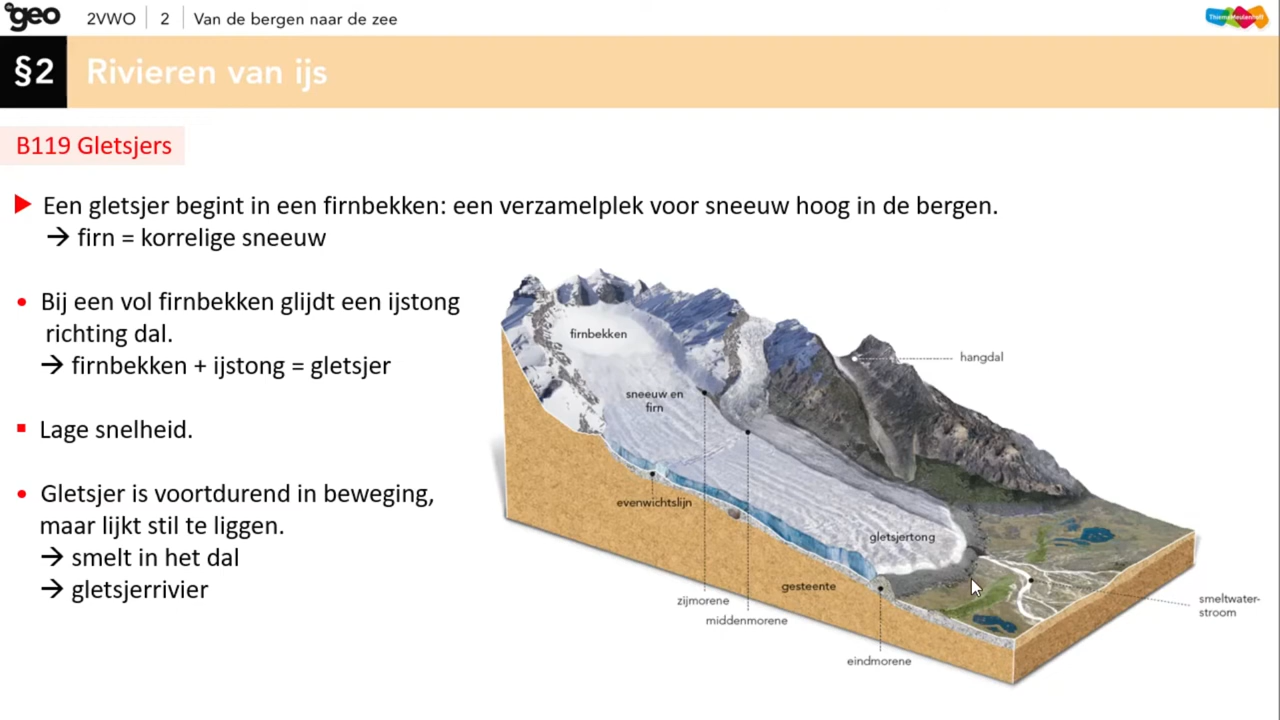 de geo
2VWO | 2 | Van de bergen naar de zee
ThiemeMeulenhoff
§2 Rivieren van ijs
B119 Gletsjers
Een gletsjer begint in een firnbekken: een verzamelplek voor sneeuw hoog in de bergen.
→ firn = korrelige sneeuw
• Bij een vol firnbekken glijdt een ijstong
richting dal.
→ firnbekken + ijstong = gletsjer
▪ Lage snelheid.
• Gletsjer is voortdurend in beweging,
maar lijkt stil te liggen.
→ smelt in het dal
→ gletsjerrivier
firnbekken
hangdal
sneeuw en
firn
evenwichtslijn
gletsjertong
gesteente
zijmorene
middenmorene
eindmorene
smeltwater-
stroom